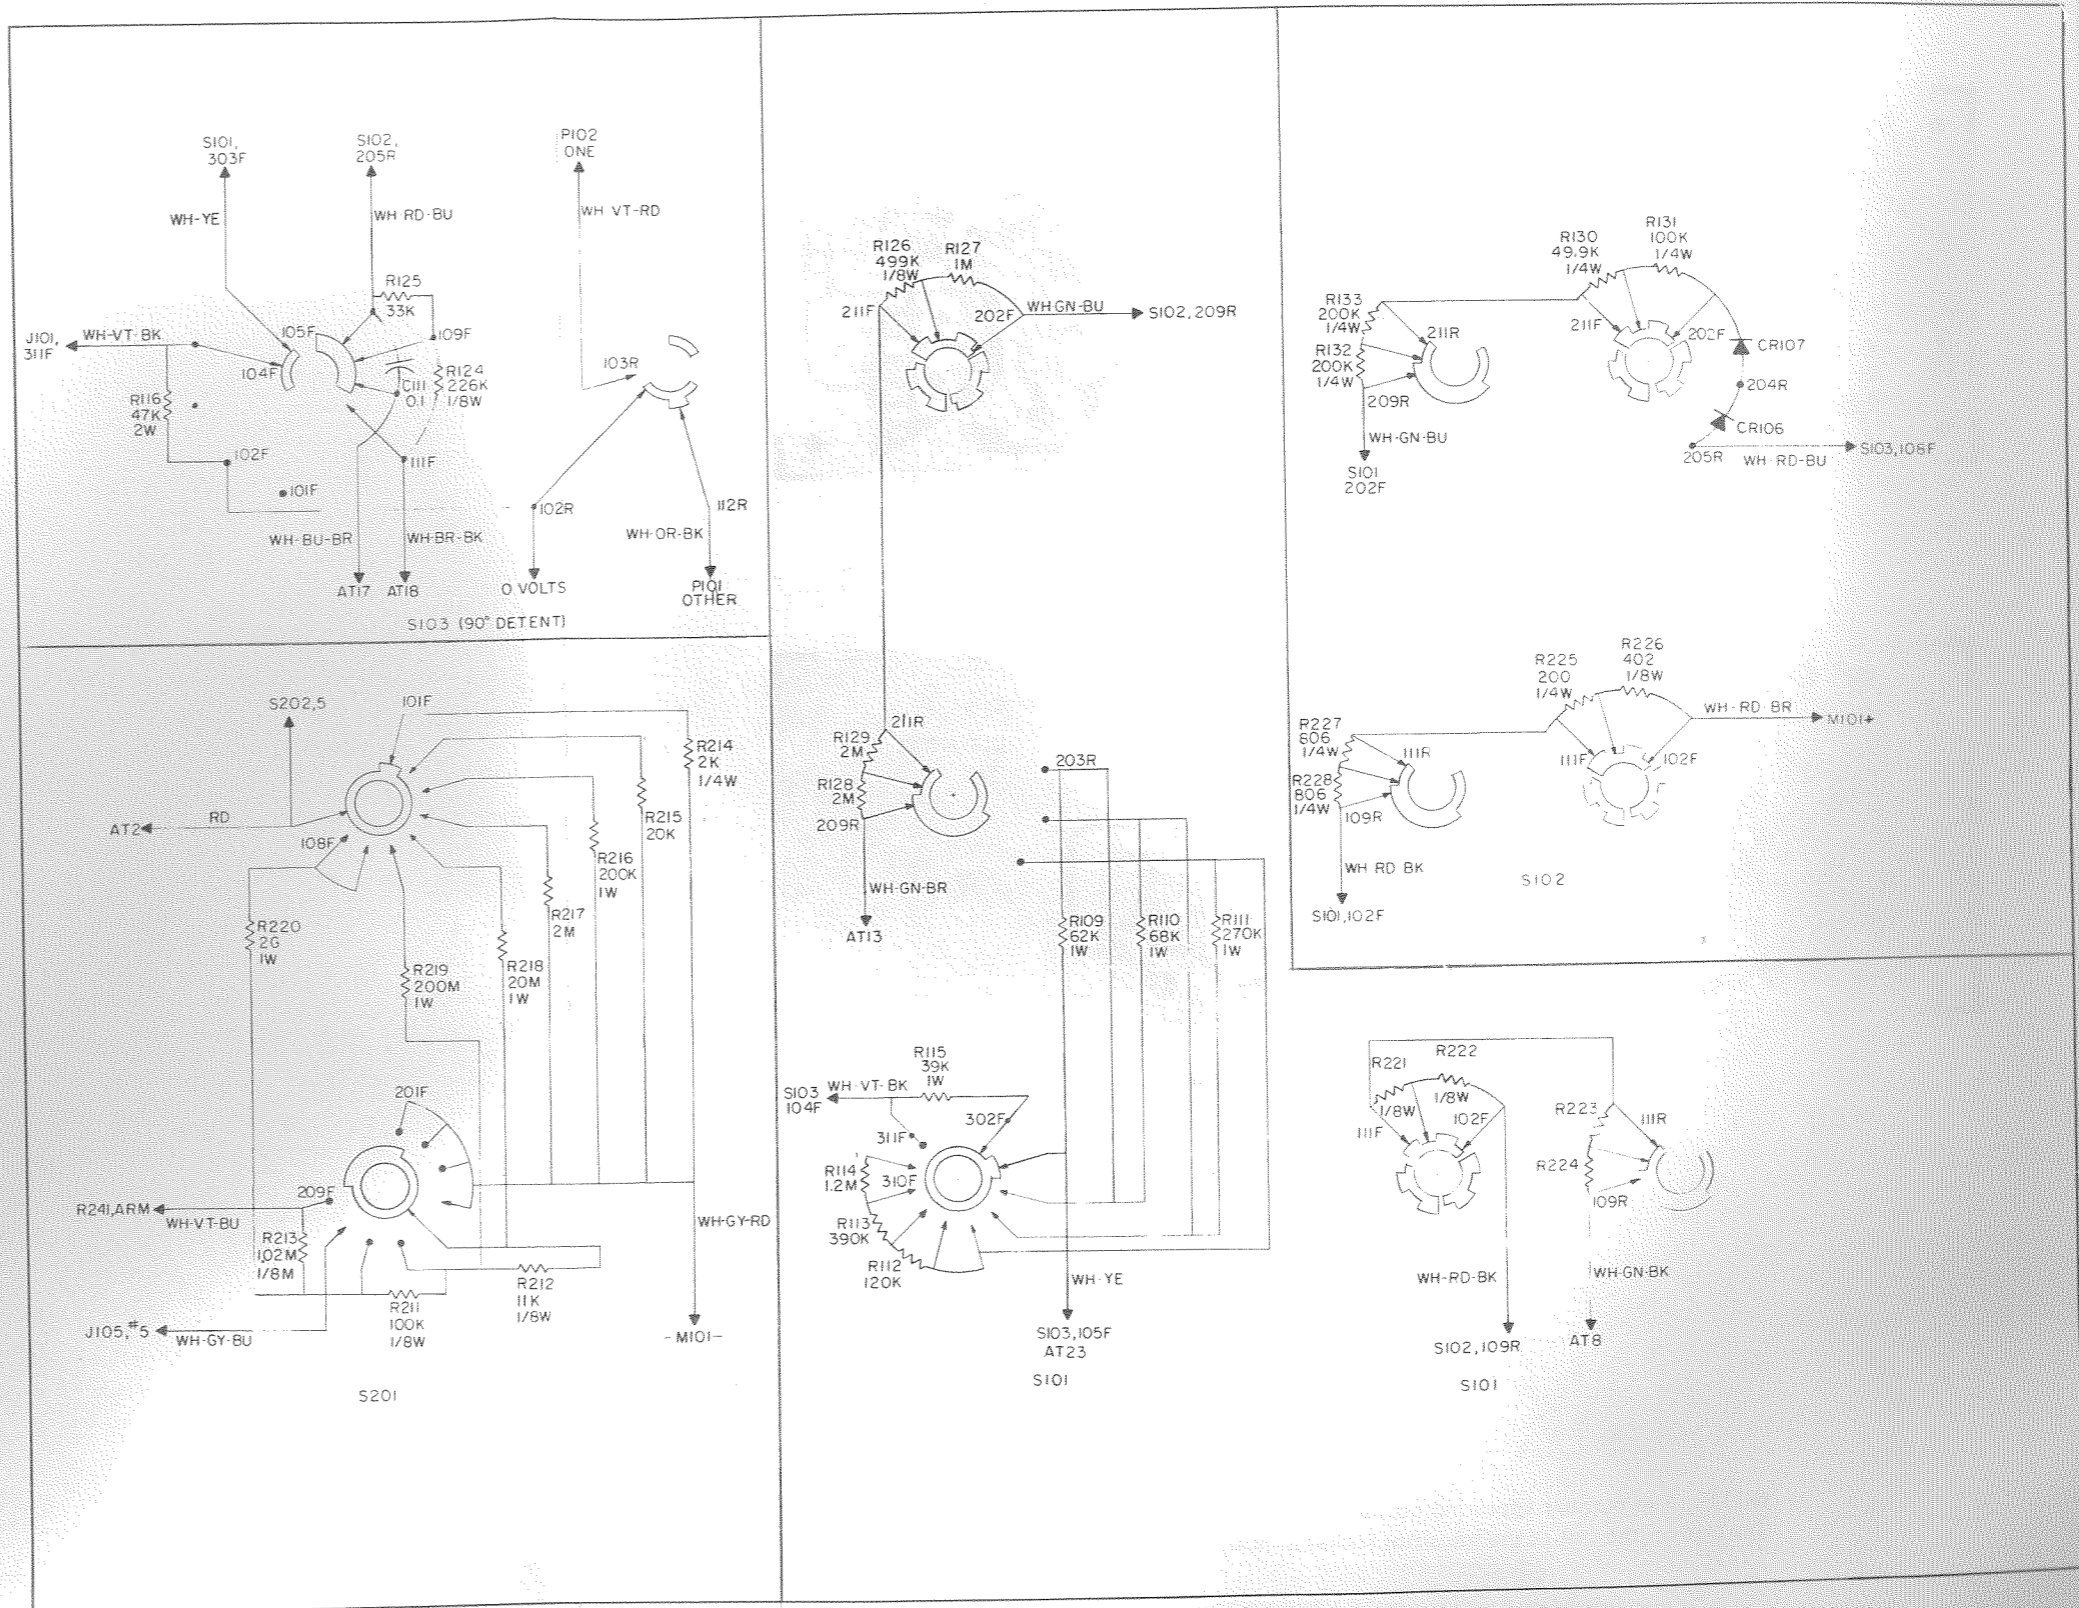 S101,
303F
S102,
205R
P102
ONE
WH-YE
WH-RD-BU
WH VT-RD
R125
33K
105F
109F
J101,
311F
WH-VT-BK
104F
C111
0.1
R124
226K
1/8W
103R
R116
47K
2W
102F
101F
111F
102R
112R
WH-BU-BR
WH-BR-BK
WH-OR-BK
AT17
AT18
0 VOLTS
P101
OTHER
S103 (90° DETENT)
S202,5
101F
R214
2K
1/4W
AT2
RD
108F
R215
20K
R216
200K
1W
R217
2M
R220
2G
1W
R219
200M
1W
R218
20M
1W
201F
209F
R241,ARM
WH-VT-BU
WH-GY-RD
R213
1.02M
1/8M
R212
11K
1/8W
R211
100K
1/8W
J105,#5
WH-GY-BU
-M101-
S201
R126
499K
1/8W
R127
1M
211F
202F
WH-GN-BU
S102,209R
211R
R129
2M
R128
2M
209R
203R
WH-GN-BR
AT13
R109
62K
1W
R110
68K
1W
R111
270K
1W
R115
39K
1W
S103
104F
WH-VT-BK
302F
311F
R114
1.2M
310F
R113
390K
R112
120K
WH-YE
S103,105F
AT23
S101
R131
100K
1/4W
R130
49.9K
1/4W
R133
200K
1/4W
211R
211F
202F
CR107
R132
200K
1/4W
204R
209R
CR106
WH-GN-BU
205R
WH-RD-BU
S103,108F
S101
202F
R226
402
1/8W
R225
200
1/4W
WH-RD-BR
M101+
R227
806
1/4W
111R
111F
102F
R228
806
1/4W
109R
WH RD BK
S102
S101,102F
R221
R222
1/8W
1/8W
R223
111F
102F
111R
R224
109R
WH-RD-BK
WH-GN-BK
S102,109R
AT8
S101